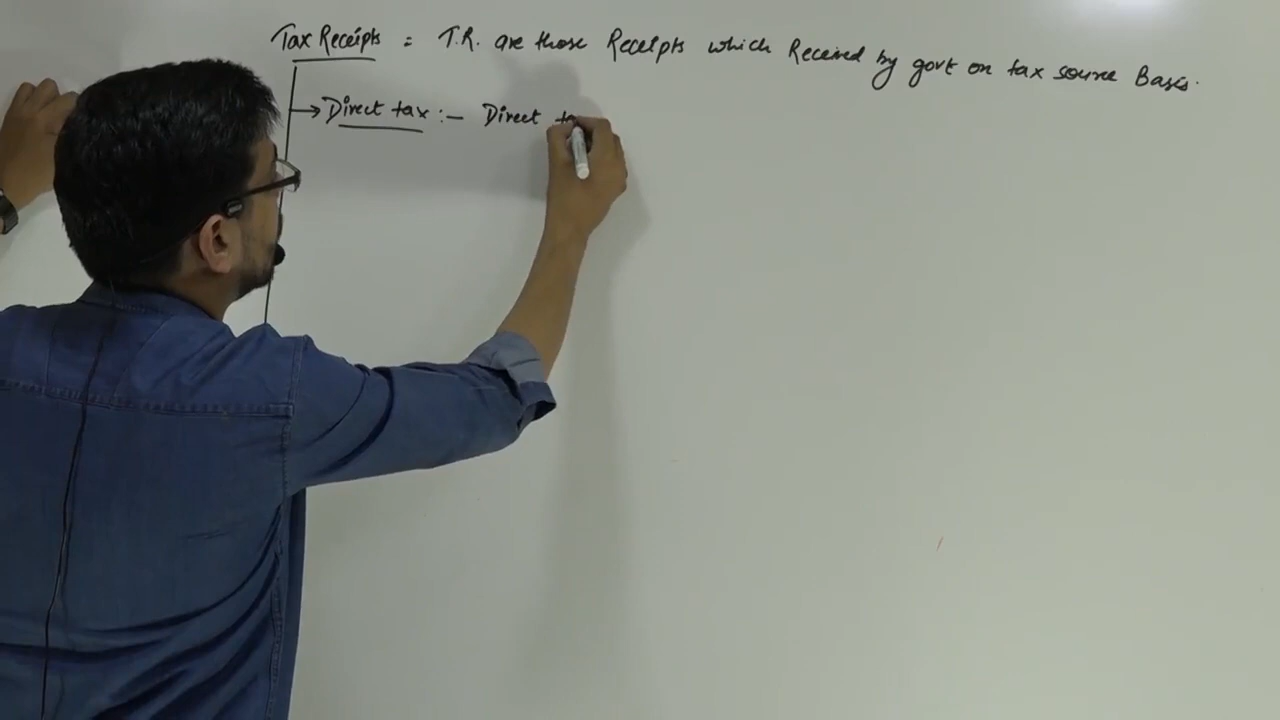 Tax Receipts = T.R. are those Receipts which Received by govt on tax source Basis.
→ Direct tax :- Direct